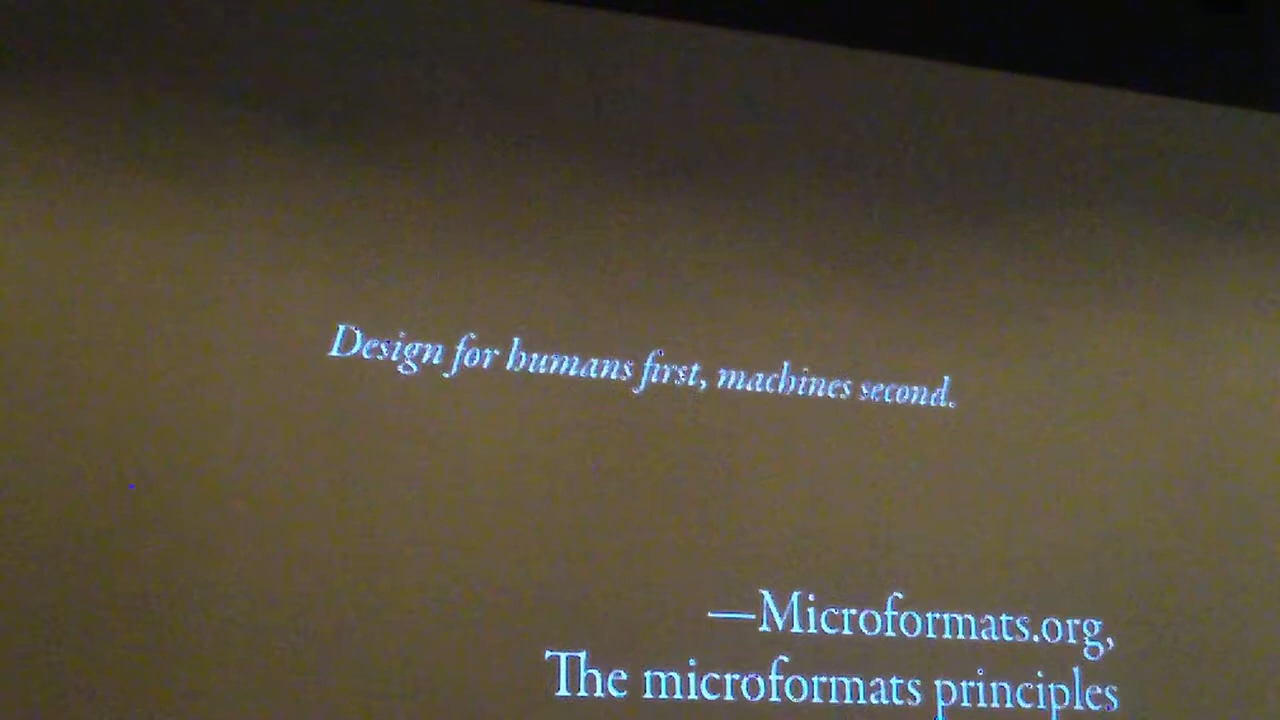 Design for humans first, machines second.
—Microformats.org,
The microformats principles